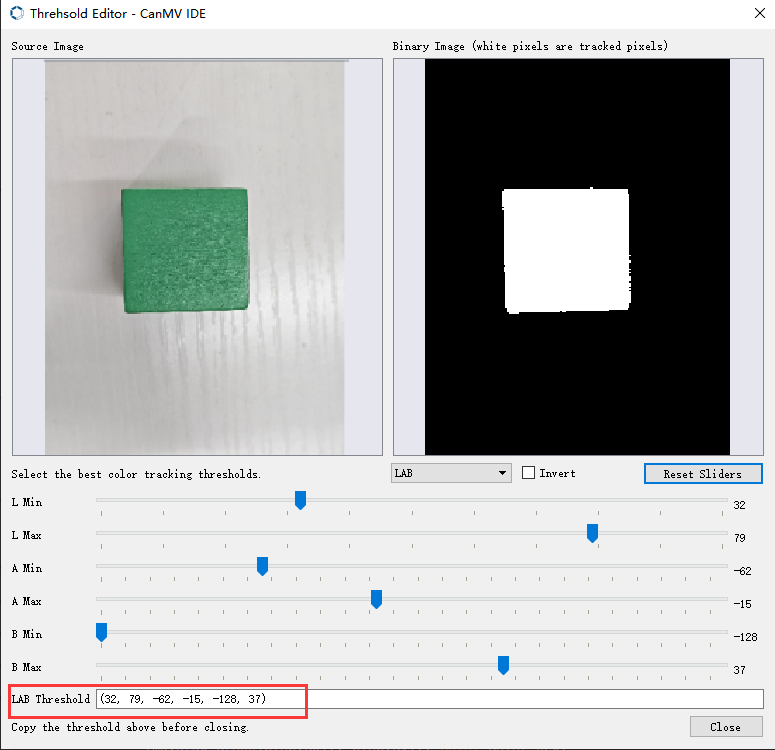 Threhsold Editor - CanMV IDE
Source Image
Binary Image (white pixels are tracked pixels)
Select the best color tracking thresholds.
LAB
Invert
Reset Sliders
L Min
32
L Max
79
A Min
-62
A Max
-15
B Min
-128
B Max
37
LAB Threshold (32, 79, -62, -15, -128, 37)
Copy the threshold above before closing.
Close